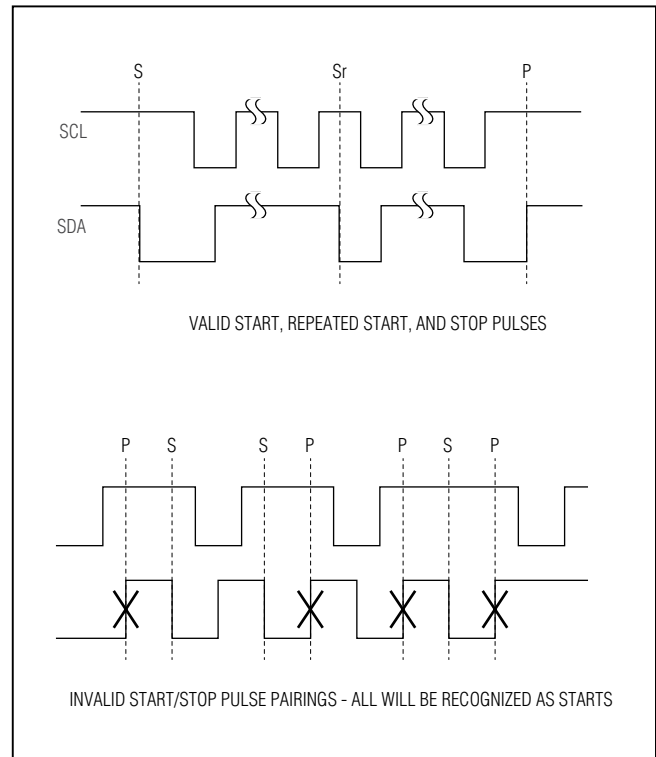 S Sr P
SCL
SDA
VALID START, REPEATED START, AND STOP PULSES
P S S P P S P
INVALID START/STOP PULSE PAIRINGS - ALL WILL BE RECOGNIZED AS STARTS